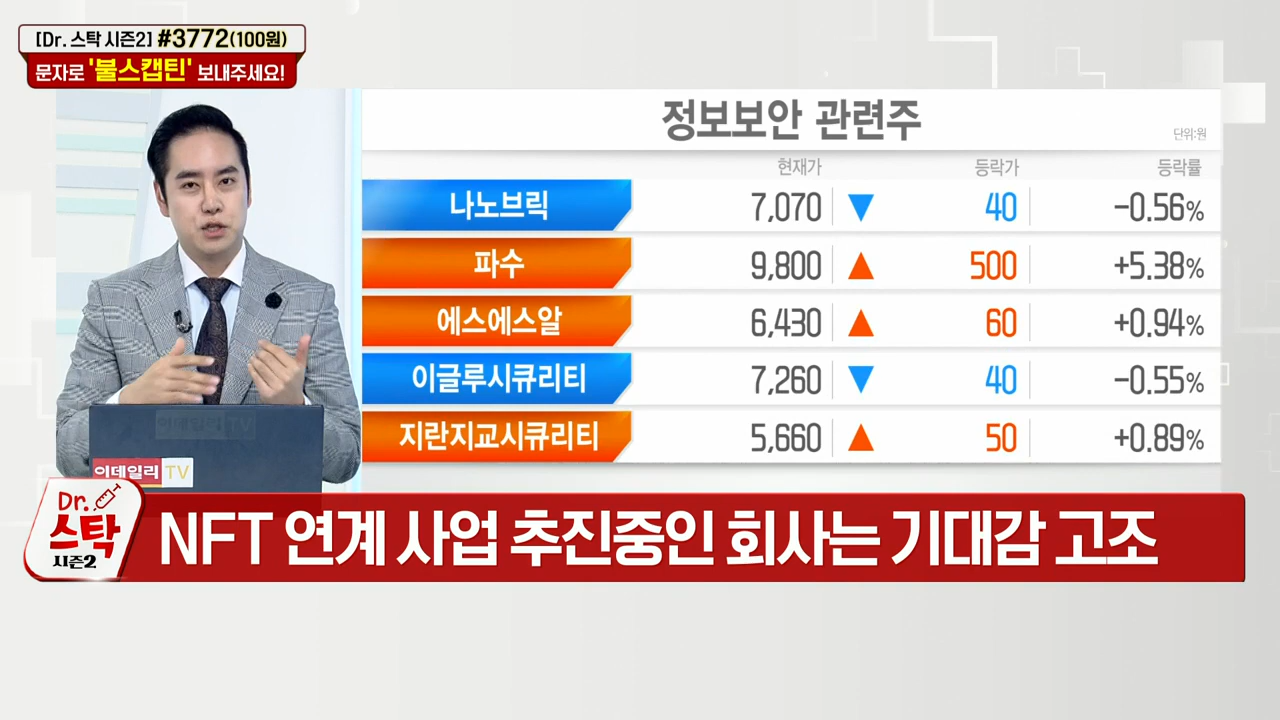 [Dr. 스탁 시즌2] #3772(100원)
문자로 '불스캡틴' 보내주세요!
정보보안 관련주
단위:원
현재가 등락가 등락률
나노브릭 7,070 ▼ 40 -0.56%
파수 9,800 ▲ 500 +5.38%
에스에스알 6,430 ▲ 60 +0.94%
이글루시큐리티 7,260 ▼ 40 -0.55%
지란지교시큐리티 5,660 ▲ 50 +0.89%
이데일리 TV
이데일리 TV
Dr.
스탁
시즌2
NFT 연계 사업 추진중인 회사는 기대감 고조